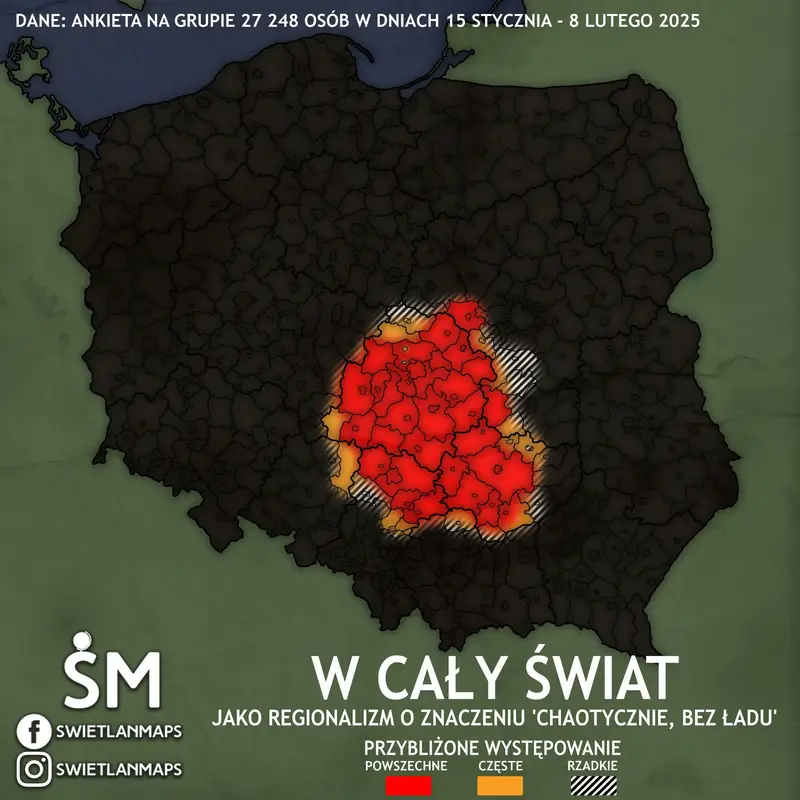 DANE: ANKIETA NA GRUPIE 27 248 OSÓB W DNIACH 15 STYCZNIA - 8 LUTEGO 2025
ŚM
SWIETLANMAPS
SWIETLANMAPS
W CAŁY ŚWIAT
JAKO REGIONALIZM O ZNACZENIU 'CHAOTYCZNIE, BEZ ŁADU'
PRZYBLIŻONE WYSTĘPOWANIE
POWSZECHNE CZĘSTE RZADKIE